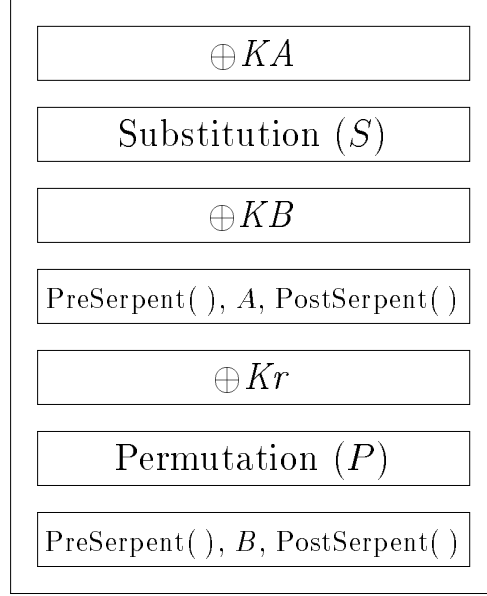 ⊕KA
Substitution (S)
⊕KB
PreSerpent( ), A, PostSerpent( )
⊕Kr
Permutation (P)
PreSerpent( ), B, PostSerpent( )